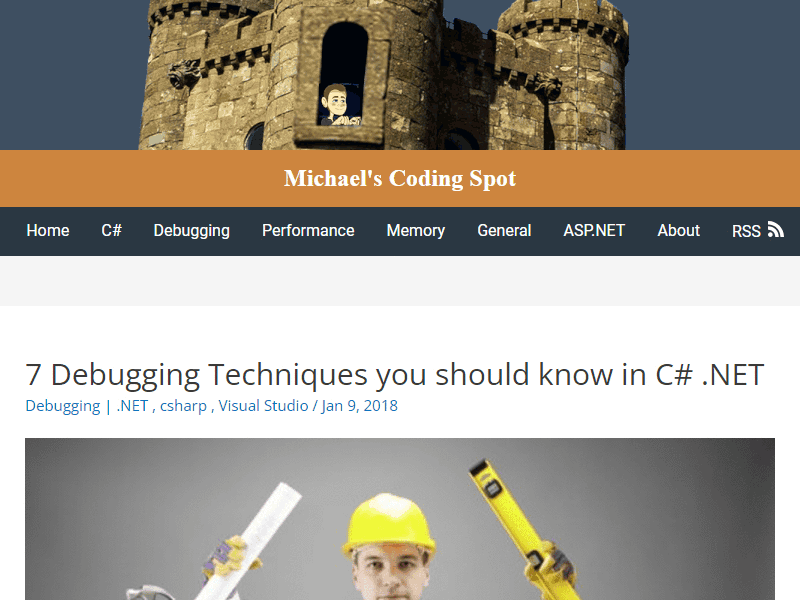 Michael's Coding Spot
Home C# Debugging Performance Memory General ASP.NET About RSS
7 Debugging Techniques you should know in C# .NET
Debugging | .NET , csharp , Visual Studio / Jan 9, 2018